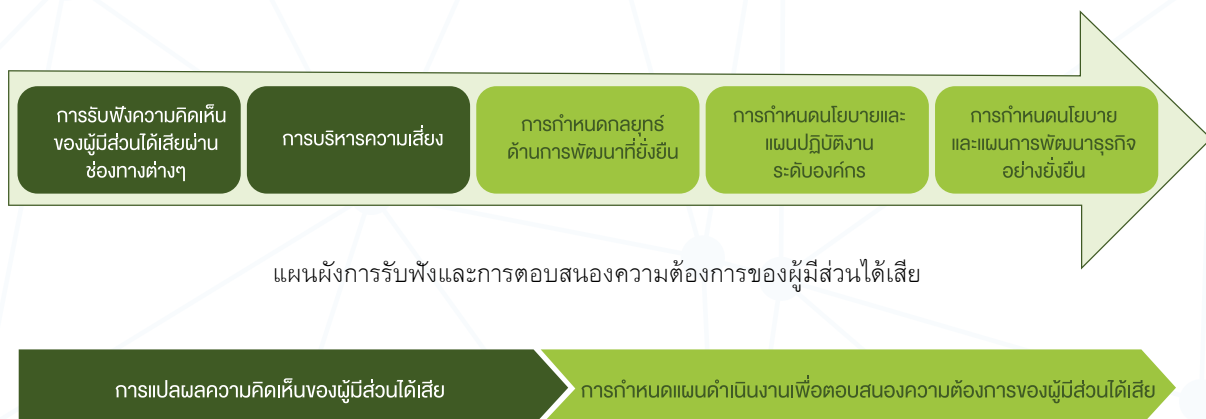 การรับฟังความคิดเห็น
ของผู้มีส่วนได้เสียผ่าน
ช่องทางต่างๆ
การบริหารความเสี่ยง
การกำหนดกลยุทธ์
ด้านการพัฒนาที่ยั่งยืน
การกำหนดนโยบายและ
แผนปฏิบัติงาน
ระดับองค์กร
การกำหนดนโยบาย
และแผนการพัฒนาธุรกิจ
อย่างยั่งยืน
แผนผังการรับฟังและการตอบสนองความต้องการของผู้มีส่วนได้เสีย
การแปลผลความคิดเห็นของผู้มีส่วนได้เสีย
การกำหนดแผนดำเนินงานเพื่อตอบสนองความต้องการของผู้มีส่วนได้เสีย